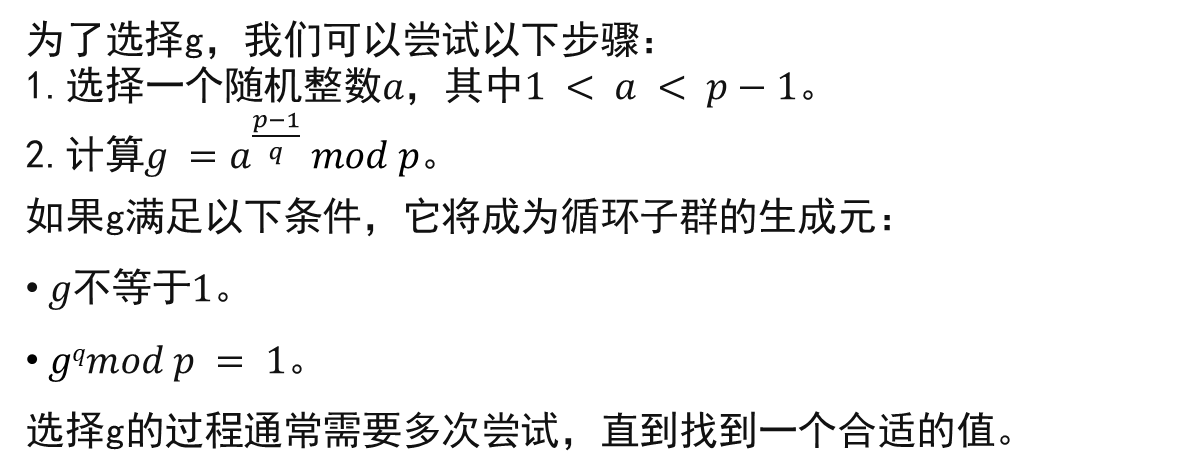 为了选择g，我们可以尝试以下步骤：
1.选择一个随机整数a，其中1 < a < p − 1。
2.计算g = a^{\frac{p−1}{q}} mod p。
如果g满足以下条件，它将成为循环子群的生成元：
• g不等于1。
• g^q mod p = 1。
选择g的过程通常需要多次尝试，直到找到一个合适的值。